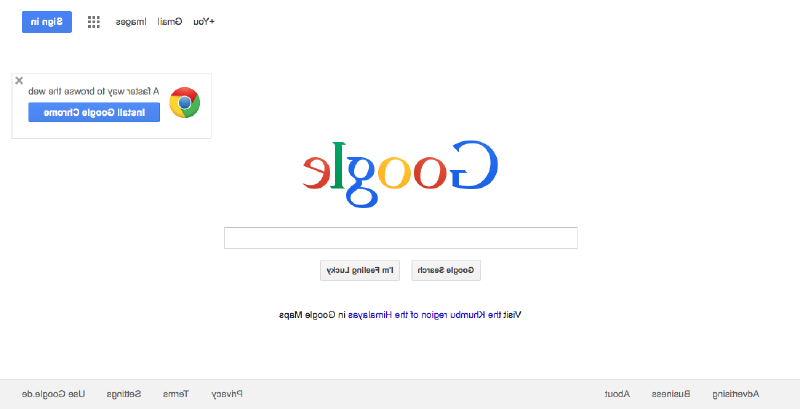 +You Gmail Images Sign in
A faster way to browse the web
Install Google Chrome
Google
Google Search I'm Feeling Lucky
Visit the Khumbu region of the Himalayas in Google Maps
Advertising Business About Privacy Terms Settings Use Google.de